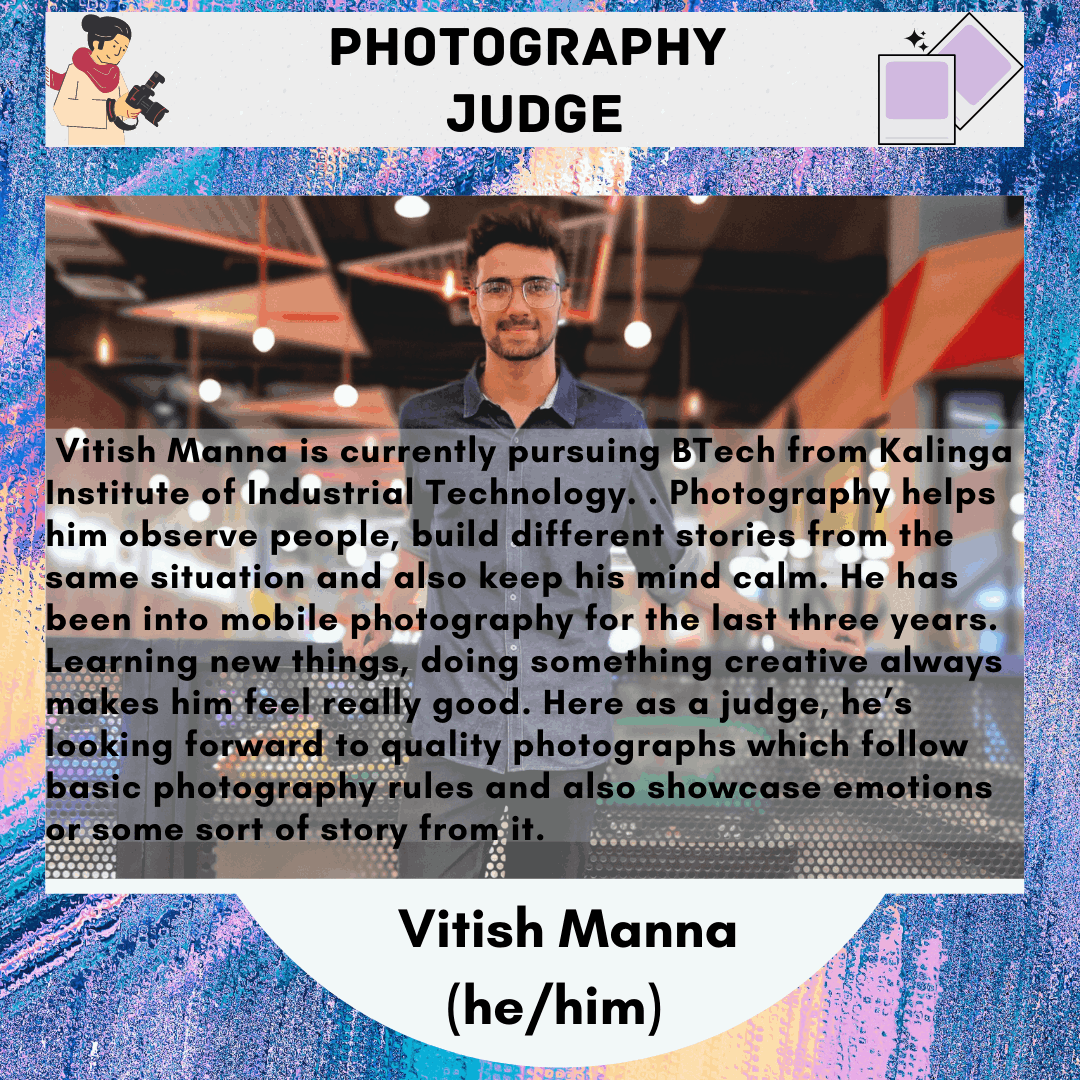 PHOTOGRAPHY
JUDGE
Vitish Manna is currently pursuing BTech from Kalinga
Institute of Industrial Technology. . Photography helps
him observe people, build different stories from the
same situation and also keep his mind calm. He has
been into mobile photography for the last three years.
Learning new things, doing something creative always
makes him feel really good. Here as a judge, he’s
looking forward to quality photographs which follow
basic photography rules and also showcase emotions
or some sort of story from it.
Vitish Manna
(he/him)